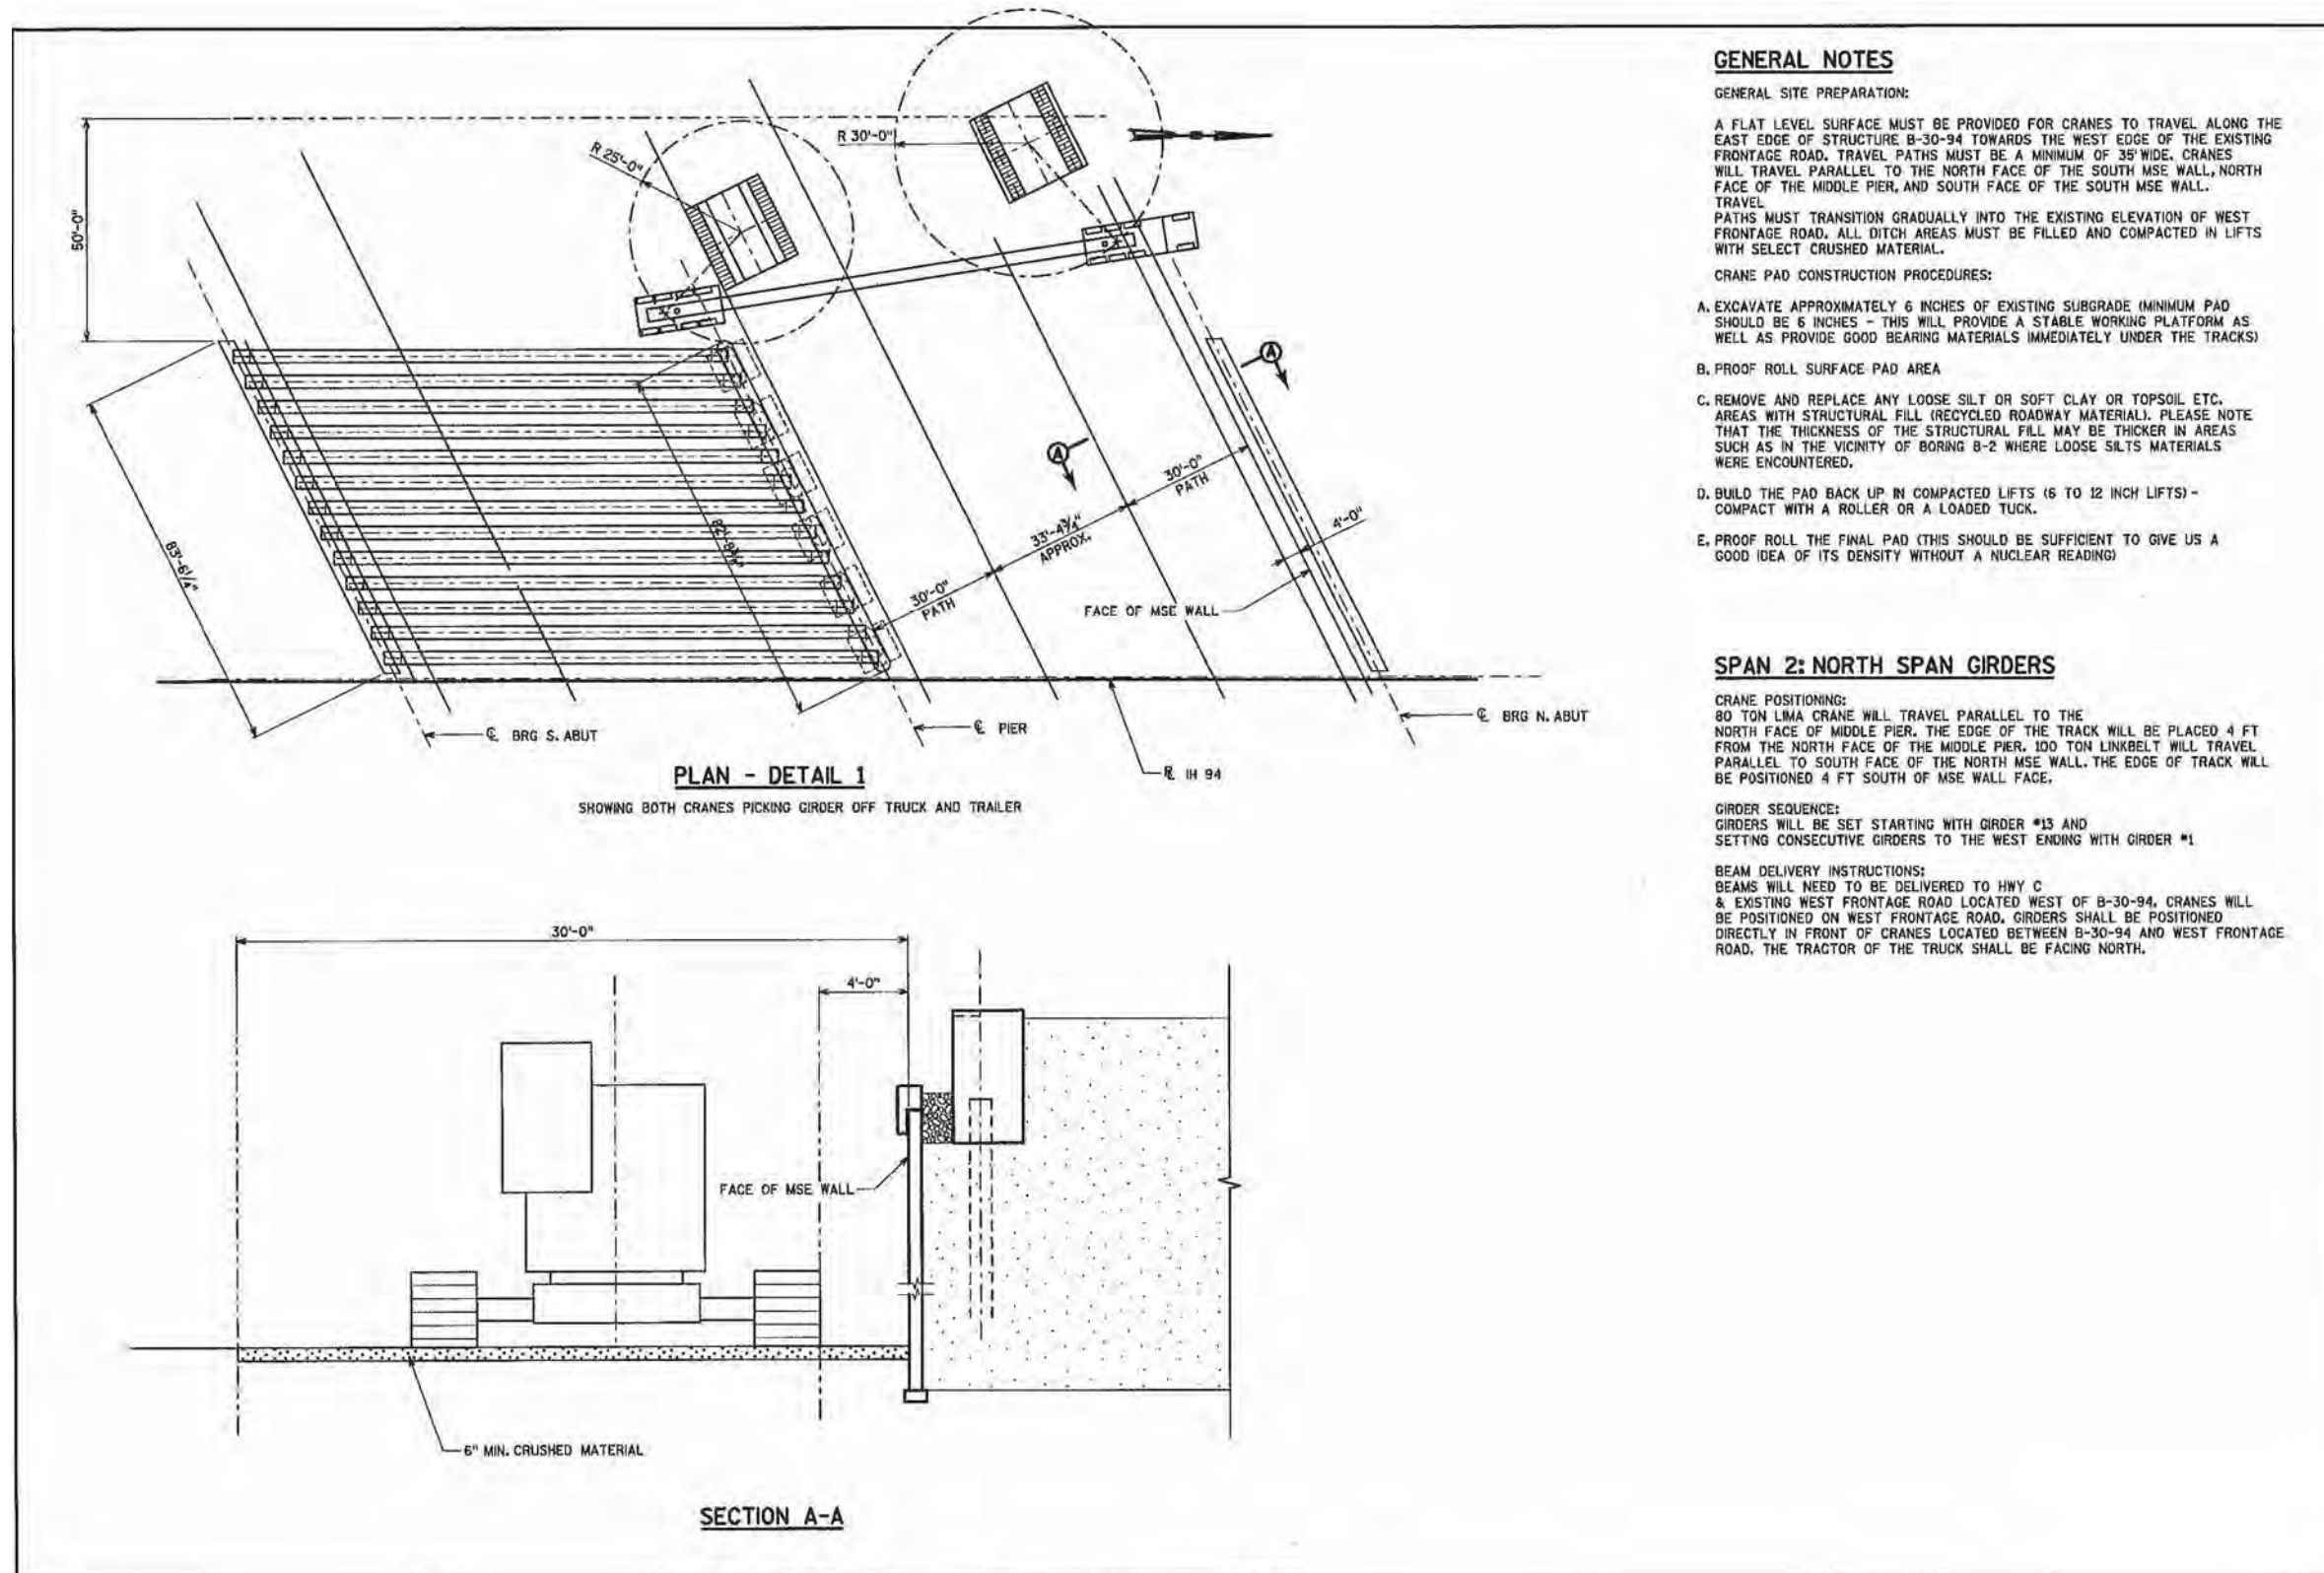 50'-0"
R 25'-0"
R 30'-0"
A
A
30'-0"
PATH
33'-4¾"
APPROX.
30'-0"
PATH
4'-0"
83'-6¼"
FACE OF MSE WALL
℄ BRG S. ABUT
℄ PIER
℄ BRG N. ABUT
IH 94
PLAN - DETAIL 1
SHOWING BOTH CRANES PICKING GIRDER OFF TRUCK AND TRAILER
30'-0"
4'-0"
FACE OF MSE WALL
6" MIN. CRUSHED MATERIAL
SECTION A-A
GENERAL NOTES
GENERAL SITE PREPARATION:
A FLAT LEVEL SURFACE MUST BE PROVIDED FOR CRANES TO TRAVEL ALONG THE
EAST EDGE OF STRUCTURE B-30-94 TOWARDS THE WEST EDGE OF THE EXISTING
FRONTAGE ROAD. TRAVEL PATHS MUST BE A MINIMUM OF 35' WIDE. CRANES
WILL TRAVEL PARALLEL TO THE NORTH FACE OF THE SOUTH MSE WALL, NORTH
FACE OF THE MIDDLE PIER, AND SOUTH FACE OF THE SOUTH MSE WALL.
TRAVEL
PATHS MUST TRANSITION GRADUALLY INTO THE EXISTING ELEVATION OF WEST
FRONTAGE ROAD. ALL DITCH AREAS MUST BE FILLED AND COMPACTED IN LIFTS
WITH SELECT CRUSHED MATERIAL.
CRANE PAD CONSTRUCTION PROCEDURES:
A. EXCAVATE APPROXIMATELY 6 INCHES OF EXISTING SUBGRADE (MINIMUM PAD
SHOULD BE 6 INCHES - THIS WILL PROVIDE A STABLE WORKING PLATFORM AS
WELL AS PROVIDE GOOD BEARING MATERIALS IMMEDIATELY UNDER THE TRACKS)
B. PROOF ROLL SURFACE PAD AREA
C. REMOVE AND REPLACE ANY LOOSE SILT OR SOFT CLAY OR TOPSOIL ETC.
AREAS WITH STRUCTURAL FILL (RECYCLED ROADWAY MATERIAL). PLEASE NOTE
THAT THE THICKNESS OF THE STRUCTURAL FILL MAY BE THICKER IN AREAS
SUCH AS IN THE VICINITY OF BORING B-2 WHERE LOOSE SILTS MATERIALS
WERE ENCOUNTERED.
D. BUILD THE PAD BACK UP IN COMPACTED LIFTS (6 TO 12 INCH LIFTS) -
COMPACT WITH A ROLLER OR A LOADED TUCK.
E. PROOF ROLL THE FINAL PAD (THIS SHOULD BE SUFFICIENT TO GIVE US A
GOOD IDEA OF ITS DENSITY WITHOUT A NUCLEAR READING)
SPAN 2: NORTH SPAN GIRDERS
CRANE POSITIONING:
80 TON LIMA CRANE WILL TRAVEL PARALLEL TO THE
NORTH FACE OF MIDDLE PIER. THE EDGE OF THE TRACK WILL BE PLACED 4 FT
FROM THE NORTH FACE OF THE MIDDLE PIER. 100 TON LINKBELT WILL TRAVEL
PARALLEL TO SOUTH FACE OF THE NORTH MSE WALL. THE EDGE OF TRACK WILL
BE POSITIONED 4 FT SOUTH OF MSE WALL FACE.
GIRDER SEQUENCE:
GIRDERS WILL BE SET STARTING WITH GIRDER #13 AND
SETTING CONSECUTIVE GIRDERS TO THE WEST ENDING WITH GIRDER #1
BEAM DELIVERY INSTRUCTIONS:
BEAMS WILL NEED TO BE DELIVERED TO HWY C
& EXISTING WEST FRONTAGE ROAD LOCATED WEST OF B-30-94. CRANES WILL
BE POSITIONED ON WEST FRONTAGE ROAD. GIRDERS SHALL BE POSITIONED
DIRECTLY IN FRONT OF CRANES LOCATED BETWEEN B-30-94 AND WEST FRONTAGE
ROAD. THE TRACTOR OF THE TRUCK SHALL BE FACING NORTH.